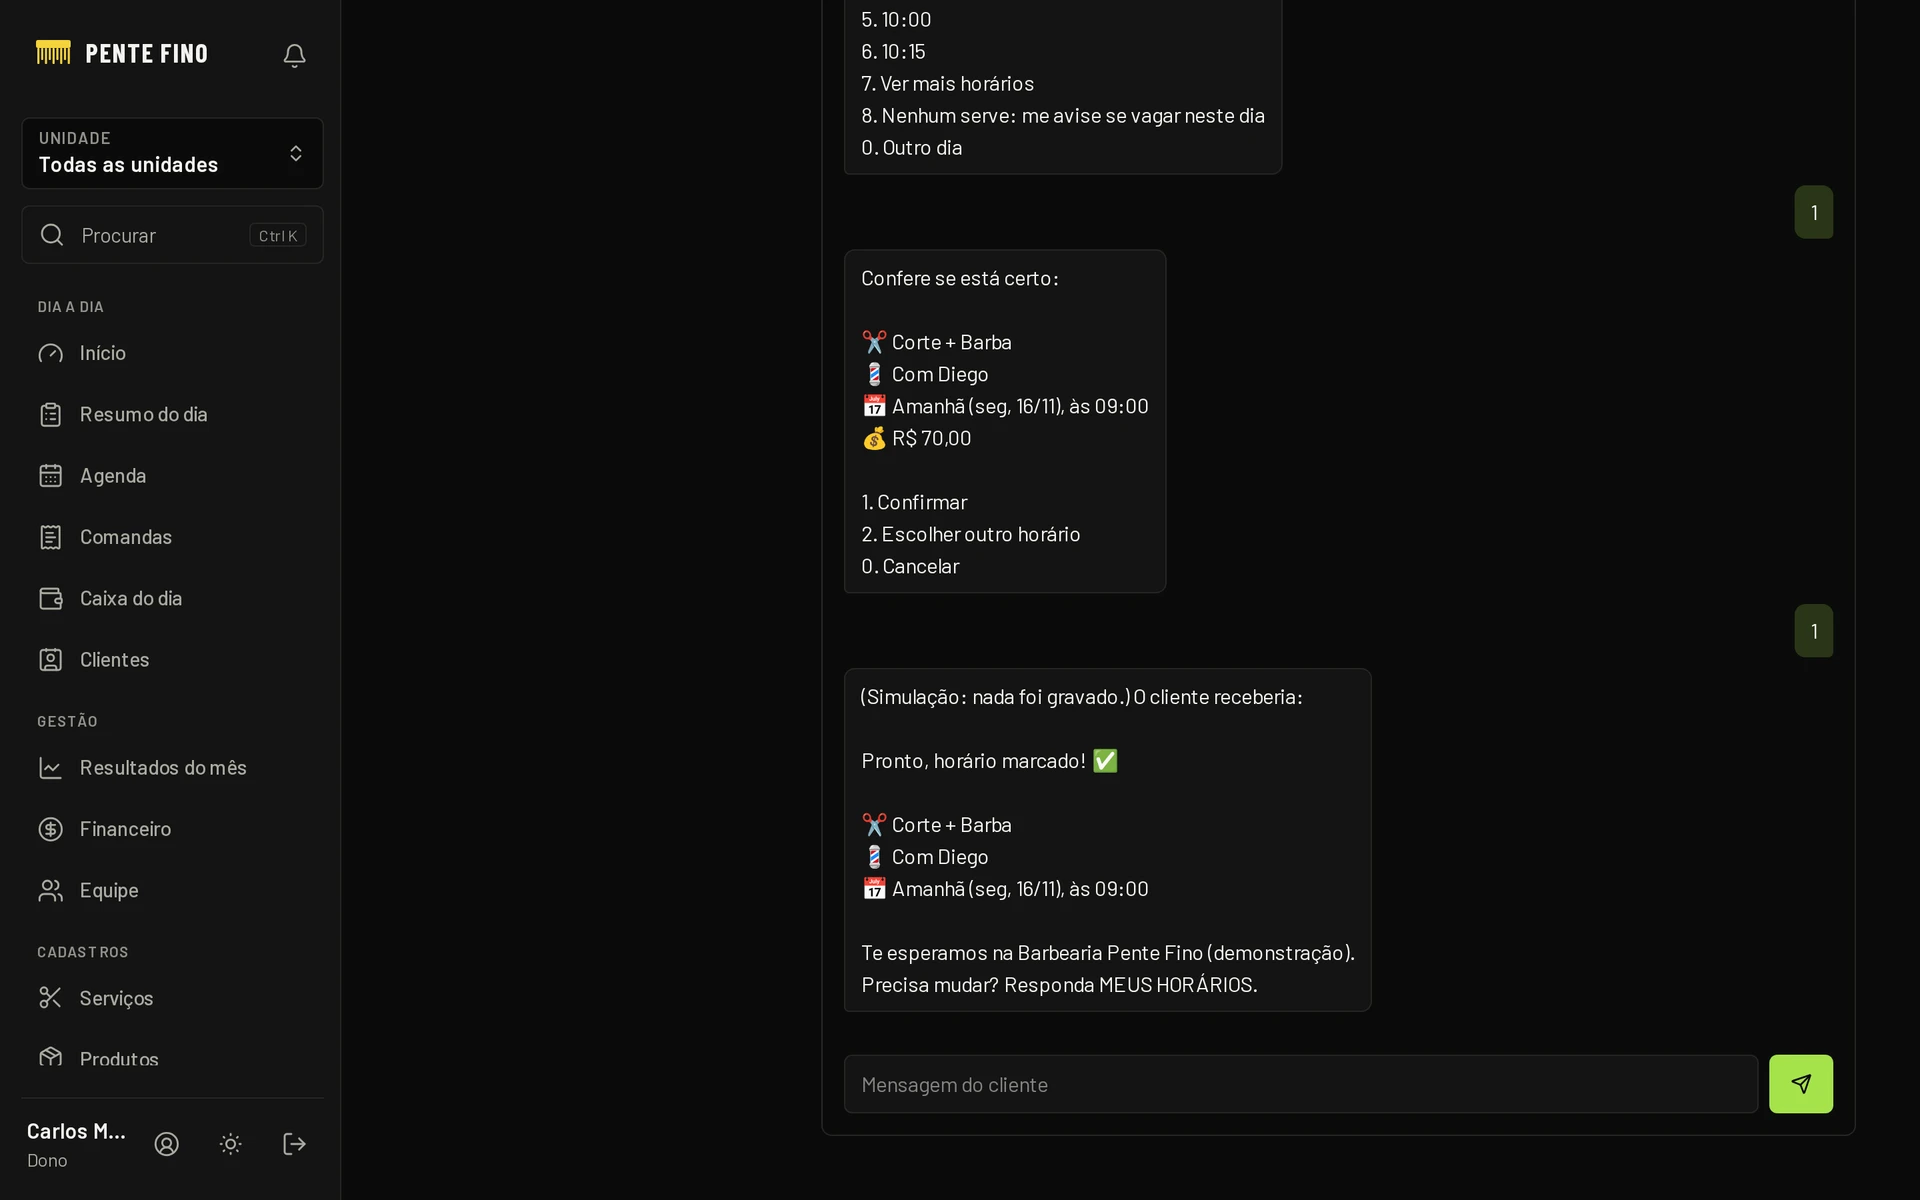 PENTE FINO
UNIDADE
Todas as unidades
Procurar
Ctrl K
DIA A DIA
Início
Resumo do dia
Agenda
Comandas
Caixa do dia
Clientes
GESTÃO
Resultados do mês
Financeiro
Equipe
CADASTROS
Serviços
Produtos
Carlos M...
Dono
5. 10:00
6. 10:15
7. Ver mais horários
8. Nenhum serve: me avise se vagar neste dia
0. Outro dia
1
Confere se está certo:
✂️ Corte + Barba
💈 Com Diego
📅 Amanhã (seg, 16/11), às 09:00
💰 R$ 70,00
1. Confirmar
2. Escolher outro horário
0. Cancelar
1
(Simulação: nada foi gravado.) O cliente receberia:
Pronto, horário marcado! ✅
✂️ Corte + Barba
💈 Com Diego
📅 Amanhã (seg, 16/11), às 09:00
Te esperamos na Barbearia Pente Fino (demonstração).
Precisa mudar? Responda MEUS HORÁRIOS.
Mensagem do cliente